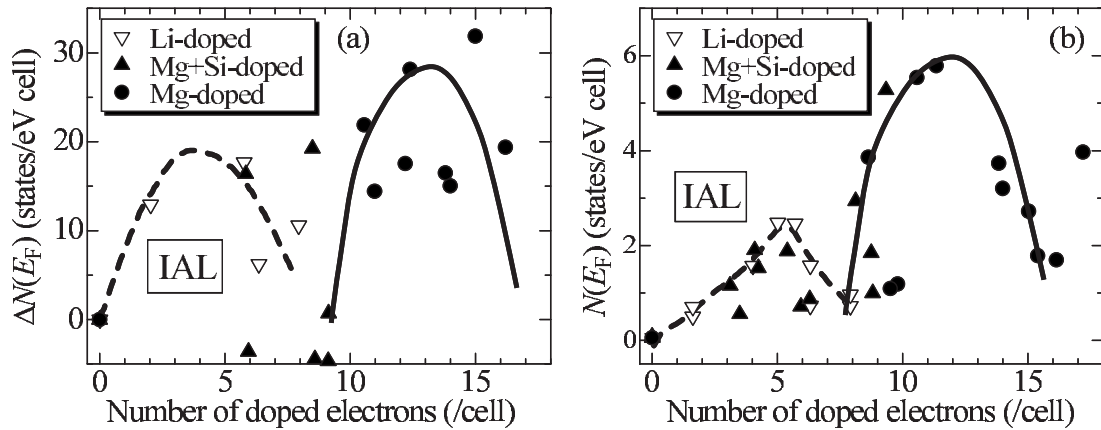 Li-doped
Mg+Si-doped
Mg-doped
(a)
IAL
30
20
10
0
0
5
10
15
ΔN(E_F) (states/eV cell)
Number of doped electrons (/cell)
Li-doped
Mg+Si-doped
Mg-doped
(b)
IAL
6
4
2
0
0
5
10
15
N(E_F) (states/eV cell)
Number of doped electrons (/cell)